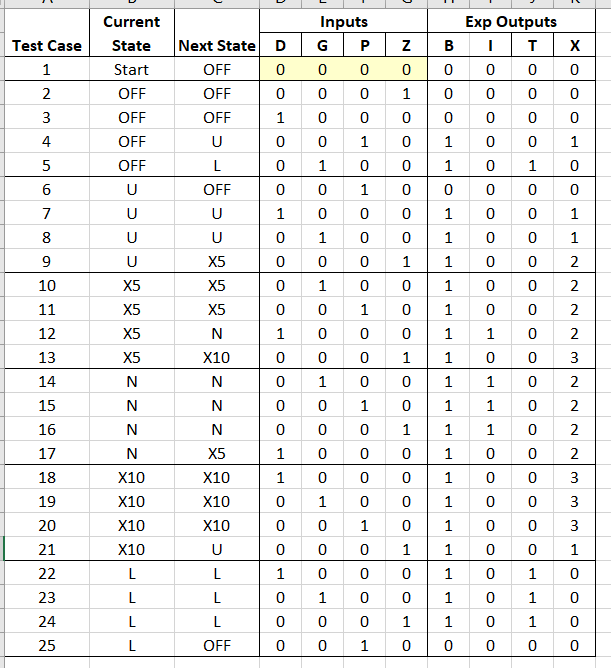 Inputs Exp Outputs
Test Case Current State Next State D G P Z B I T X
1 Start OFF 0 0 0 0 0 0 0 0
2 OFF OFF 0 0 0 1 0 0 0 0
3 OFF OFF 1 0 0 0 0 0 0 0
4 OFF U 0 0 1 0 1 0 0 1
5 OFF L 0 1 0 0 1 0 1 0
6 U OFF 0 0 1 0 0 0 0 0
7 U U 1 0 0 0 1 0 0 1
8 U U 0 1 0 0 1 0 0 1
9 U X5 0 0 0 1 1 0 0 2
10 X5 X5 0 1 0 0 1 0 0 2
11 X5 X5 0 0 1 0 1 0 0 2
12 X5 N 1 0 0 0 1 1 0 2
13 X5 X10 0 0 0 1 1 0 0 3
14 N N 0 1 0 0 1 1 0 2
15 N N 0 0 1 0 1 1 0 2
16 N N 0 0 0 1 1 1 0 2
17 N X5 1 0 0 0 1 0 0 2
18 X10 X10 1 0 0 0 1 0 0 3
19 X10 X10 0 1 0 0 1 0 0 3
20 X10 X10 0 0 1 0 1 0 0 3
21 X10 U 0 0 0 1 1 0 0 1
22 L L 1 0 0 0 1 0 1 0
23 L L 0 1 0 0 1 0 1 0
24 L L 0 0 0 1 1 0 1 0
25 L OFF 0 0 1 0 0 0 0 0